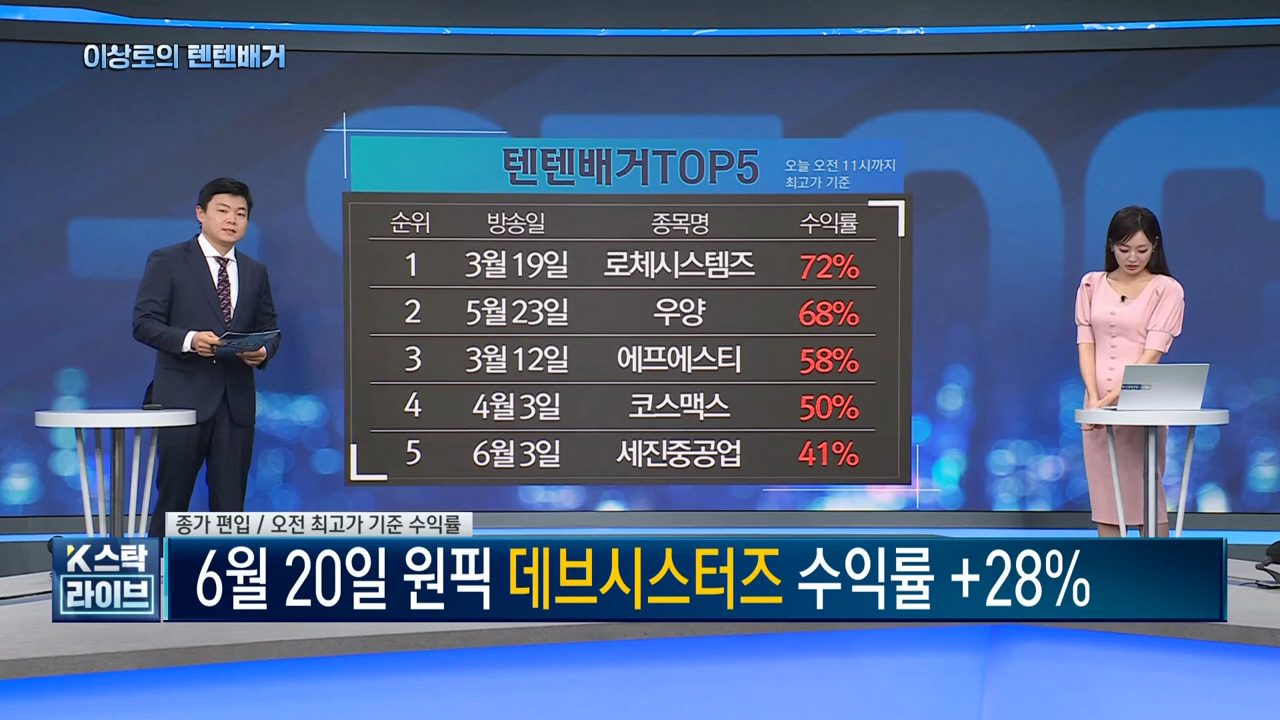 이상로의 텐텐배거
텐텐배거TOP5
오늘 오전 11시까지
최고가 기준
순위 방송일 종목명 수익률
1 3월 19일 로체시스템즈 72%
2 5월 23일 우양 68%
3 3월 12일 에프에스티 58%
4 4월 3일 코스맥스 50%
5 6월 3일 세진중공업 41%
종가 편입 / 오전 최고가 기준 수익률
K스탁
라이브
6월 20일 원픽 데브시스터즈 수익률 +28%